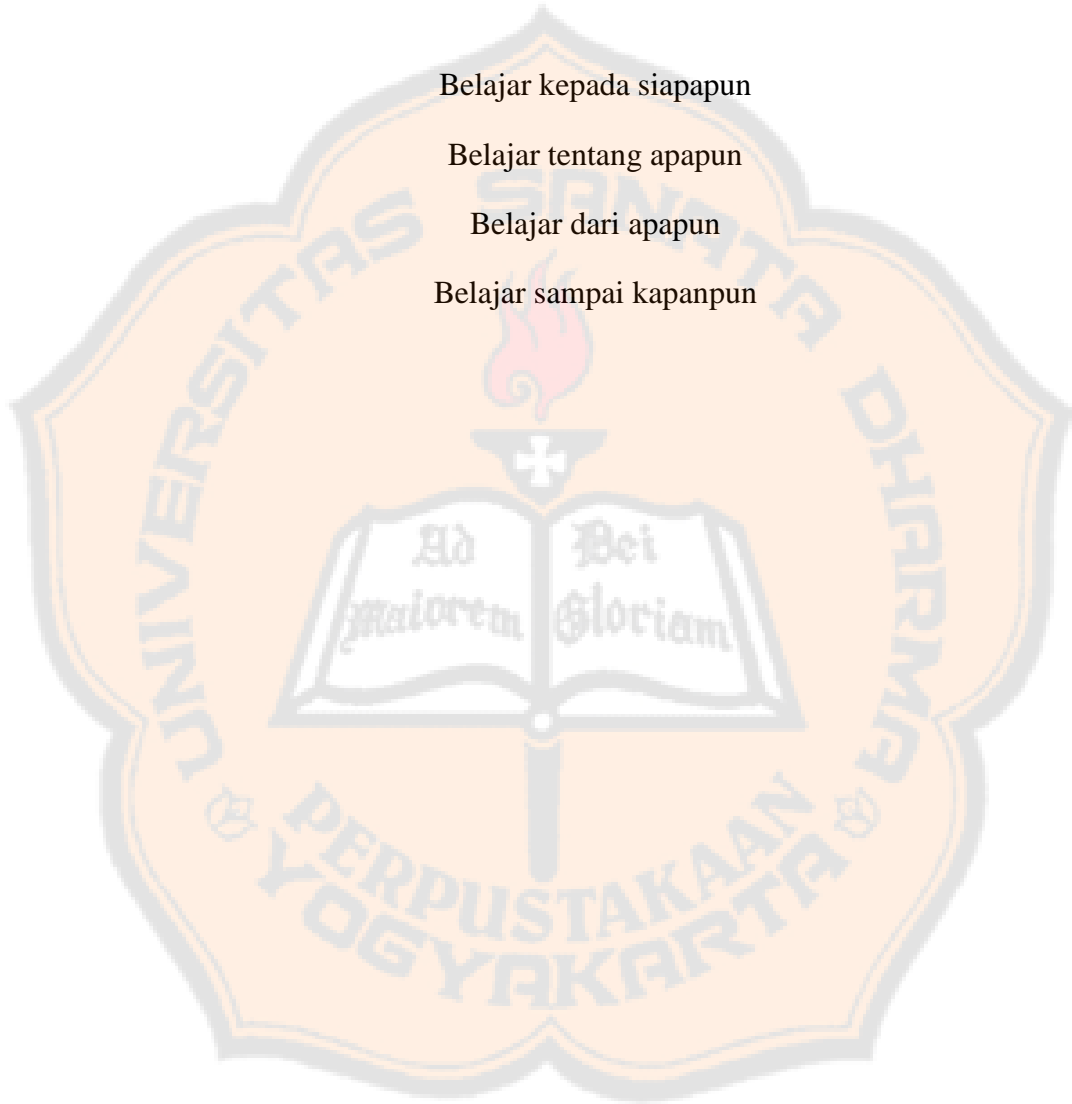 Belajar kepada siapapun
Belajar tentang apapun
Belajar dari apapun
Belajar sampai kapanpun
UNIVERSITAS SANATA DHARMA
Ad Maiorem
Dei Gloriam
PERPUSTAKAAN
YOGYAKARTA